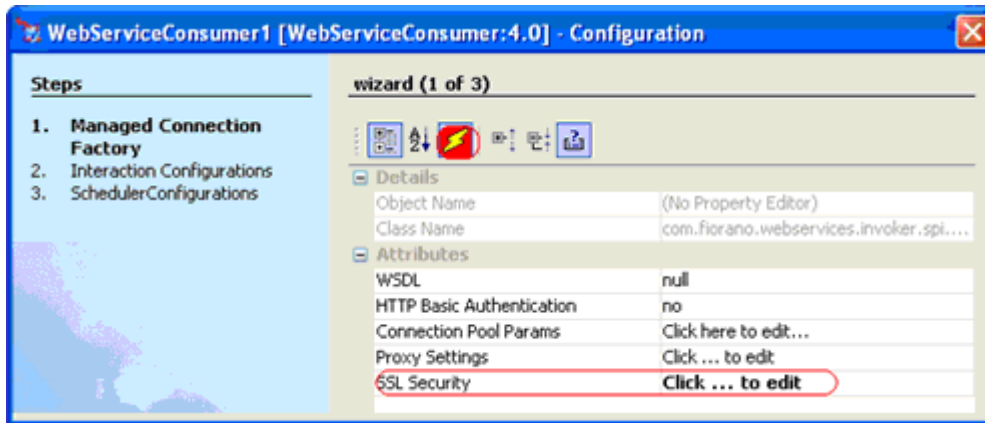 WebServiceConsumer1 [WebServiceConsumer:4.0] - Configuration
Steps
1. Managed Connection
Factory
2. Interaction Configurations
3. SchedulerConfigurations
wizard (1 of 3)
Details
Object Name (No Property Editor)
Class Name com.fiorano.webservices.invoker.spi....
Attributes
WSDL null
HTTP Basic Authentication no
Connection Pool Params Click here to edit...
Proxy Settings Click ... to edit
SSL Security Click ... to edit